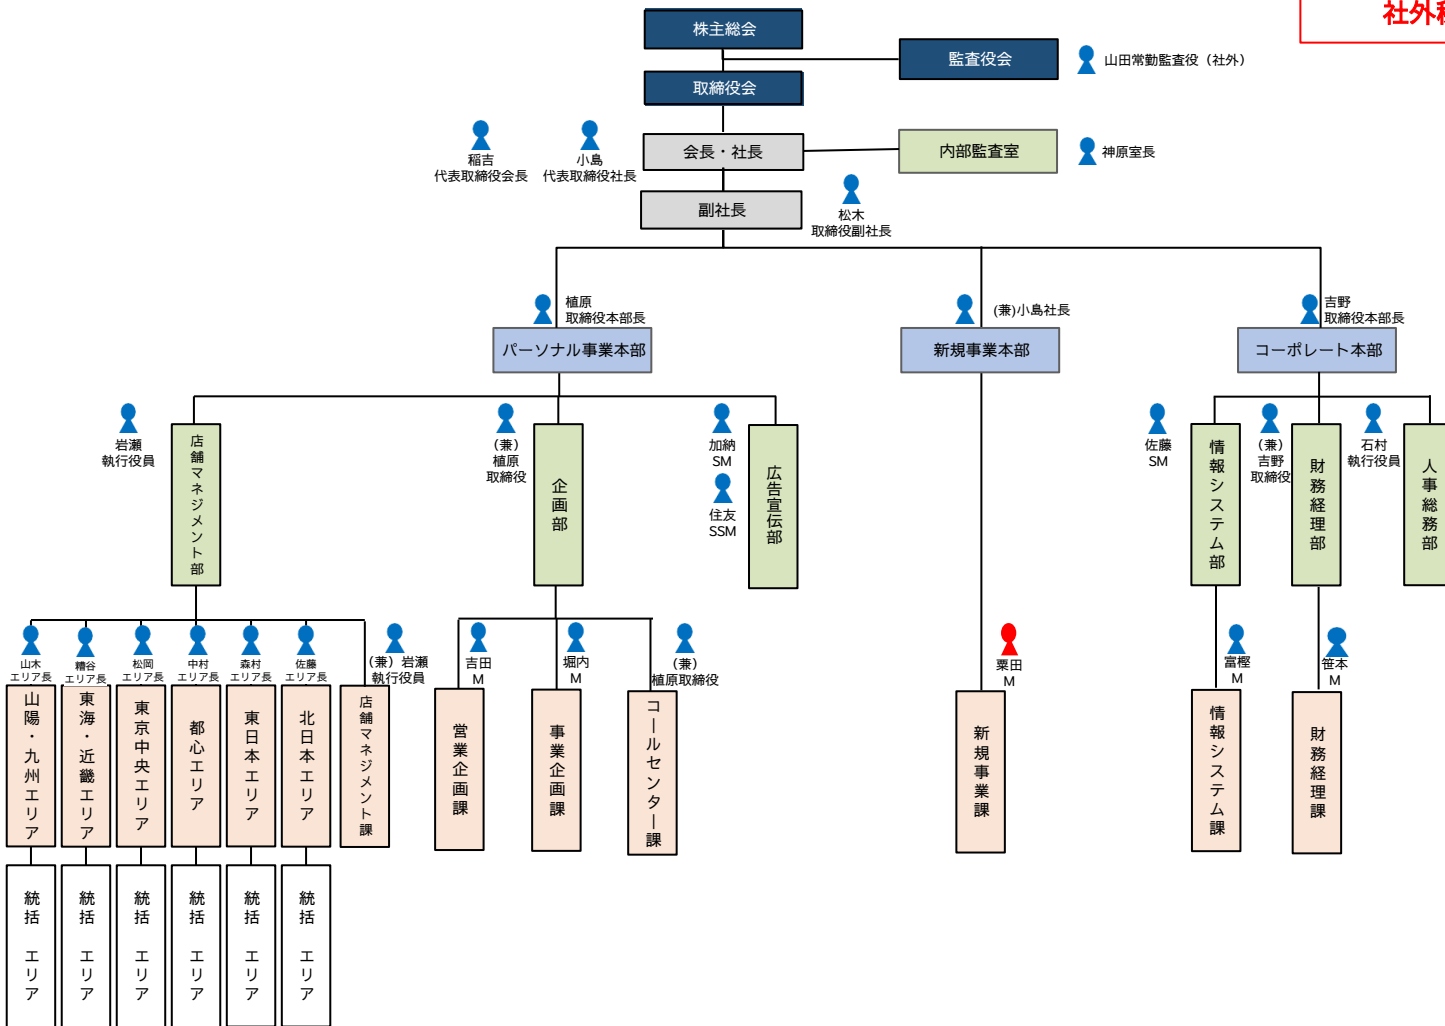 社外
株主総会
監査役会
山田常勤監査役（社外）
取締役会
稲吉
代表取締役会長
小島
代表取締役社長
会長・社長
内部監査室
神原室長
副社長
松木
取締役副社長
植原
取締役本部長
(兼)小島社長
吉野
取締役本部長
パーソナル事業本部
新規事業本部
コーポレート本部
岩瀬
執行役員
店舗マネジメント部
（兼）
植原
取締役
企画部
加納
SM
住友
SSM
広告宣伝部
佐藤
SM
情報システム部
（兼）
吉野
取締役
財務経理部
石村
執行役員
人事総務部
山木
エリア長
糟谷
エリア長
松岡
エリア長
中村
エリア長
森村
エリア長
佐藤
エリア長
（兼）岩瀬
執行役員
吉田
M
堀内
M
（兼）
植原取締役
粟田
M
富樫
M
笹本
M
山陽・九州エリア
東海・近畿エリア
東京中央エリア
都心エリア
東日本エリア
北日本エリア
店舗マネジメント課
営業企画課
事業企画課
コールセンター課
新規事業課
情報システム課
財務経理課
統括 エリア
統括 エリア
統括 エリア
統括 エリア
統括 エリア
統括 エリア